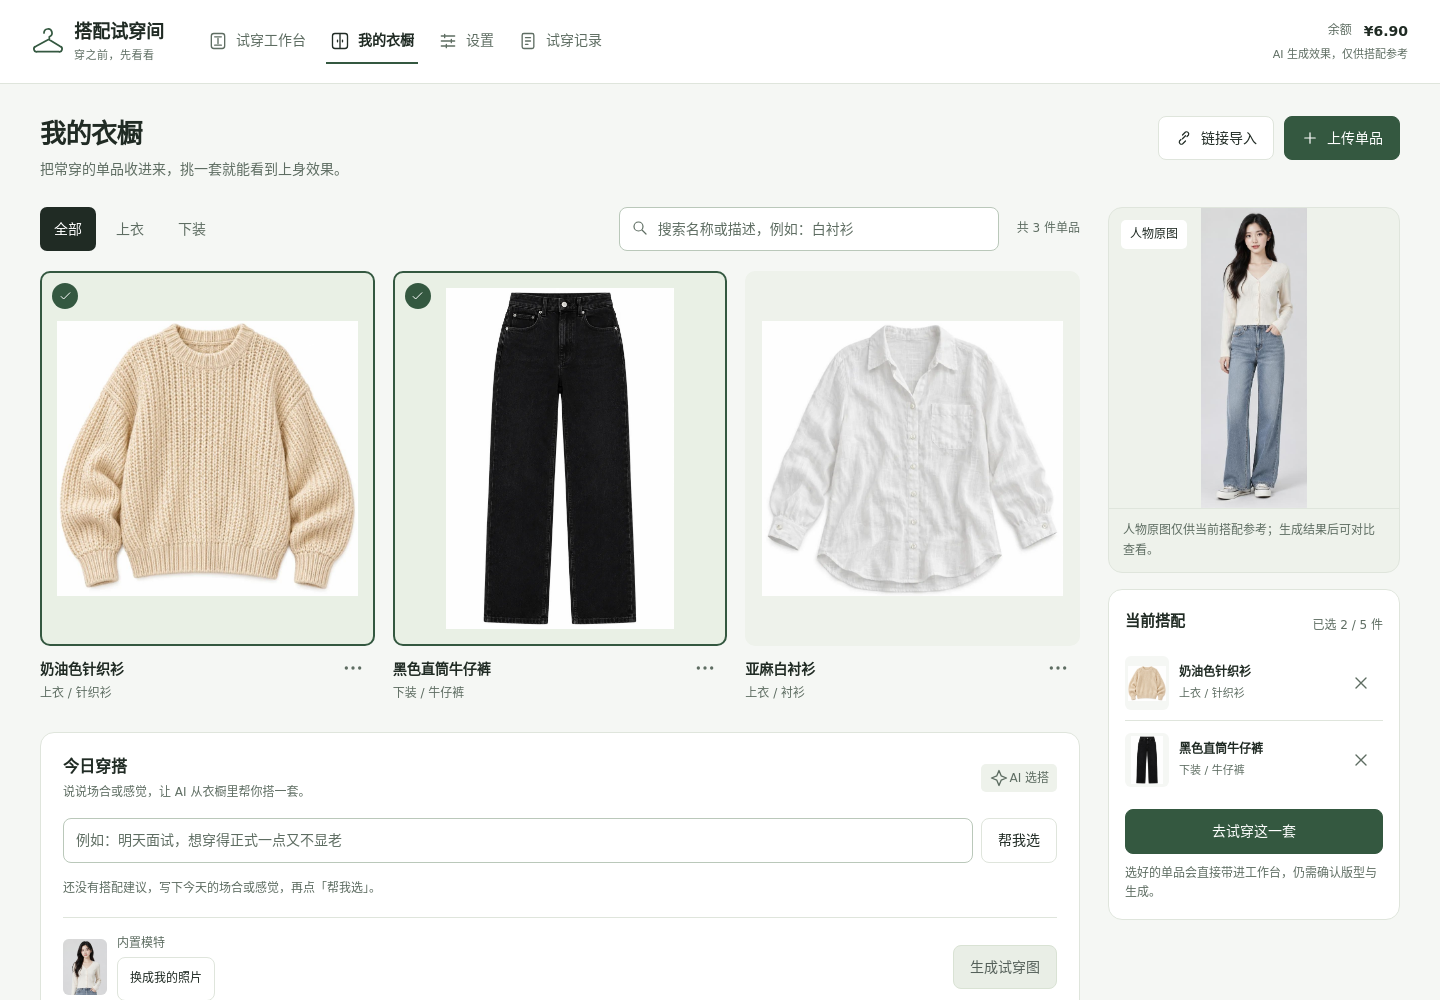 搭配试穿间
穿之前，先看看
试穿工作台
我的衣橱
设置
试穿记录
余额 ¥6.90
AI 生成效果，仅供搭配参考
我的衣橱
把常穿的单品收进来，挑一套就能看到上身效果。
链接导入
上传单品
全部
上衣
下装
搜索名称或描述，例如：白衬衫
共 3 件单品
奶油色针织衫
上衣 / 针织衫
黑色直筒牛仔裤
下装 / 牛仔裤
亚麻白衬衫
上衣 / 衬衫
今日穿搭
说说场合或感觉，让 AI 从衣橱里帮你搭一套。
AI 选搭
例如：明天面试，想穿得正式一点又不显老
帮我选
还没有搭配建议，写下今天的场合或感觉，再点「帮我选」。
内置模特
换成我的照片
生成试穿图
人物原图
人物原图仅供当前搭配参考；生成结果后可对比
查看。
当前搭配
已选 2 / 5 件
奶油色针织衫
上衣 / 针织衫
黑色直筒牛仔裤
下装 / 牛仔裤
去试穿这一套
选好的单品会直接带进工作台，仍需确认版型与
生成。